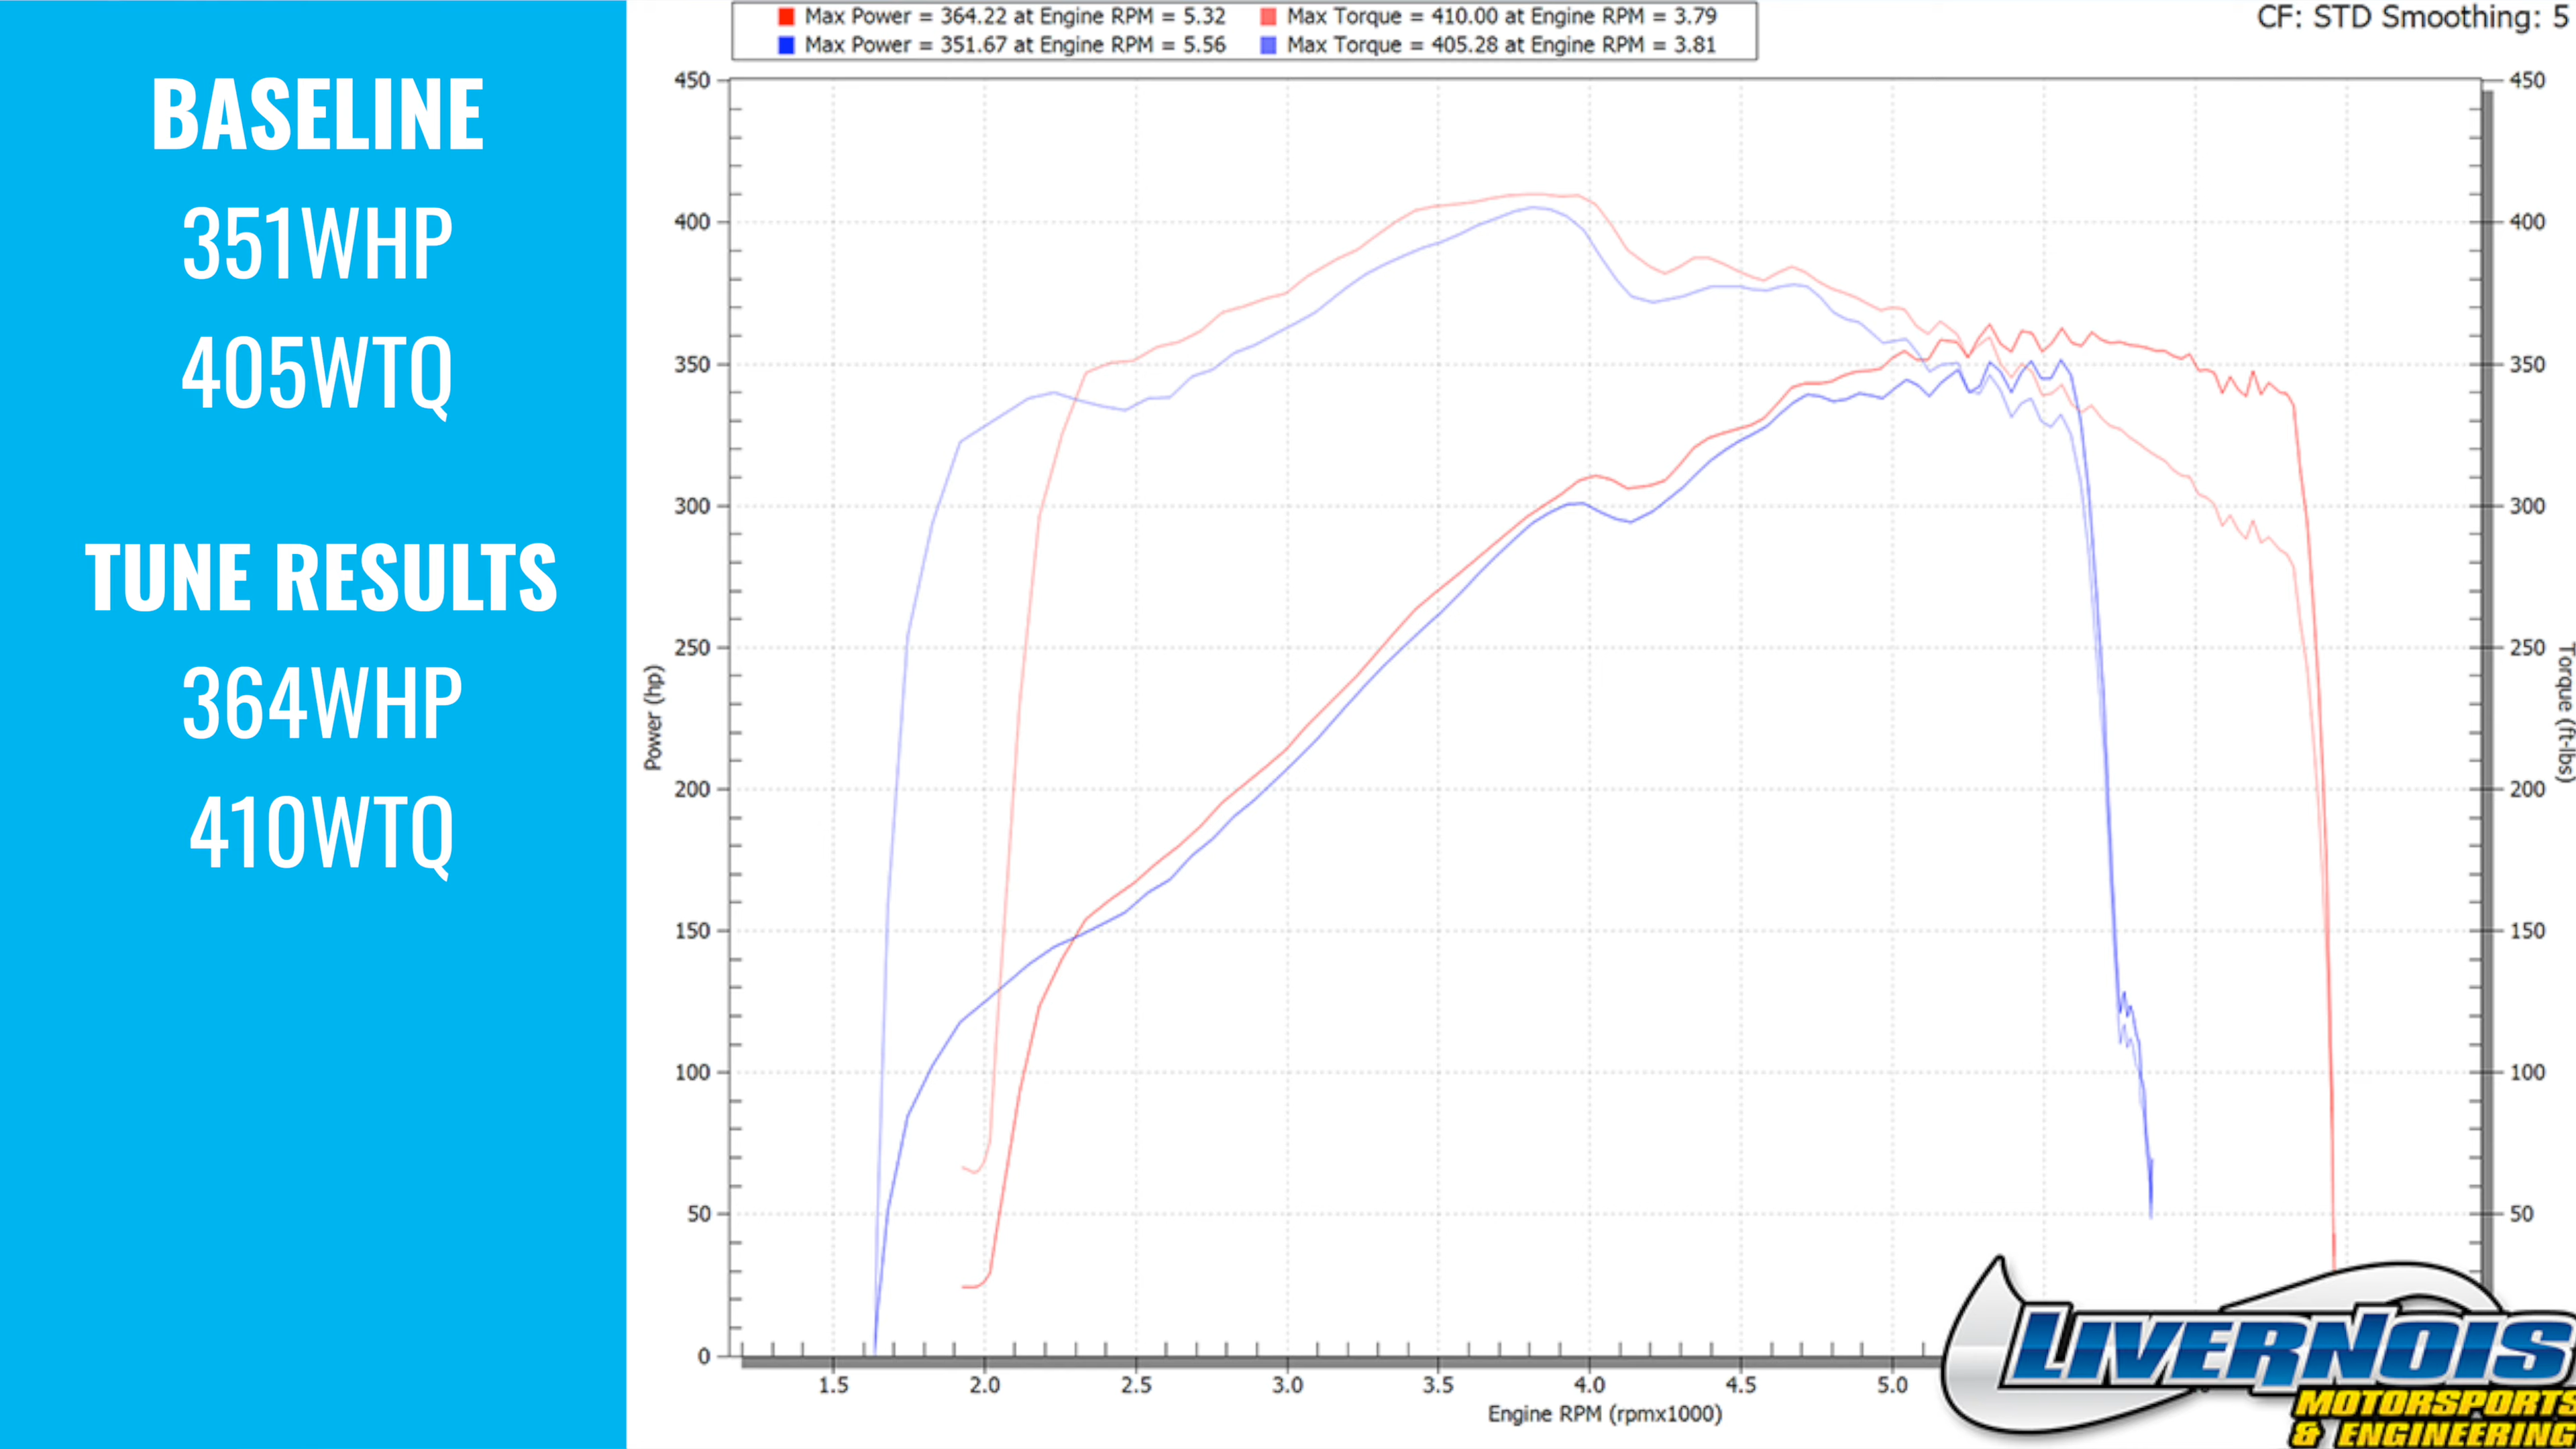 BASELINE
351WHP
405WTQ
TUNE RESULTS
364WHP
410WTQ
Max Power = 364.22 at Engine RPM = 5.32 Max Torque = 410.00 at Engine RPM = 3.79
Max Power = 351.67 at Engine RPM = 5.56 Max Torque = 405.28 at Engine RPM = 3.81
CF: STD Smoothing: 5
450 450
400 400
350 350
300 300
250 250
200 200
150 150
100 100
50 50
0
Power (hp)
Torque (ft-lbs)
1.5 2.0 2.5 3.0 3.5 4.0 4.5 5.0
Engine RPM (rpmx1000)
LIVERNOIS
MOTORSPORTS
& ENGINEERING